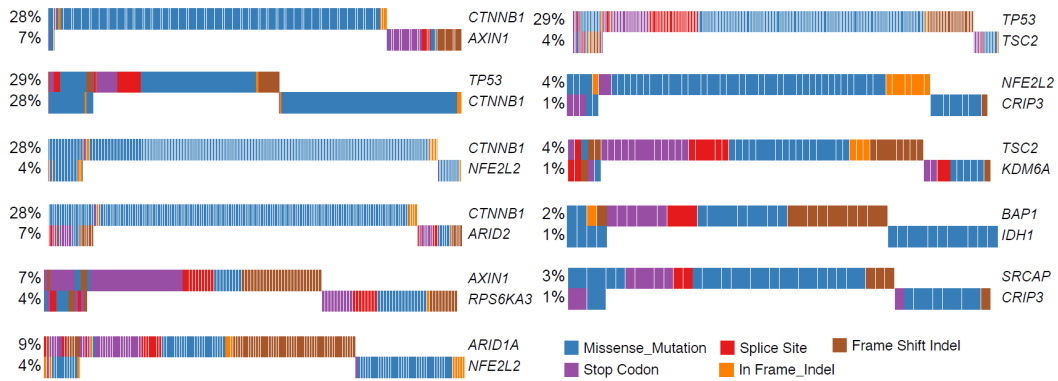 28% CTNNB1
7% AXIN1
29% TP53
28% CTNNB1
28% CTNNB1
4% NFE2L2
28% CTNNB1
7% ARID2
7% AXIN1
4% RPS6KA3
9% ARID1A
4% NFE2L2
29% TP53
4% TSC2
4% NFE2L2
1% CRIP3
4% TSC2
1% KDM6A
2% BAP1
1% IDH1
3% SRCAP
1% CRIP3
Missense_Mutation Splice Site Frame Shift Indel
Stop Codon In Frame_Indel